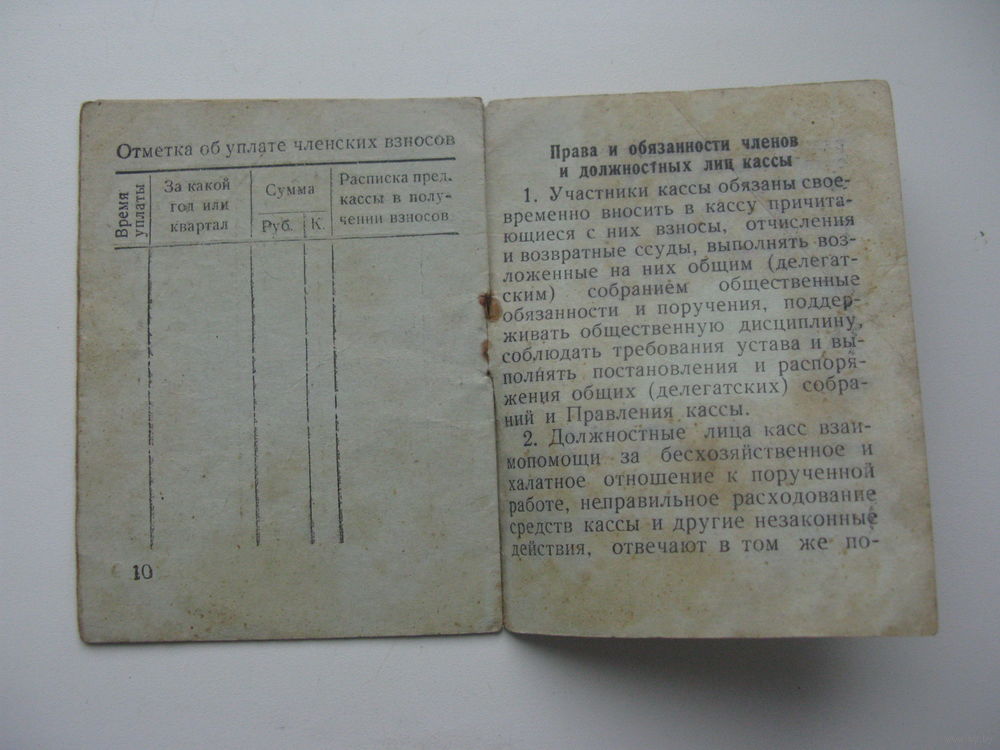 Отметка об уплате членских взносов
Время
уплаты
За какой
год или
квартал
Сумма
Руб.
К.
Расписка пред.
кассы в полу-
чении взносов
10
Права и обязанности членов
и должностных лиц кассы
1. Участники кассы обязаны свое-
временно вносить в кассу причита-
ющиеся с них взносы, отчисления
и возвратные ссуды, выполнять воз-
ложенные на них общим (делегат-
ским) собранием общественные
обязанности и поручения, поддер-
живать общественную дисциплину,
соблюдать требования устава и вы-
полнять постановления и распоря-
жения общих (делегатских) собра-
ний и Правления кассы.
2. Должностные лица касс взаи-
мопомощи за бесхозяйственное и
халатное отношение к порученной
работе, неправильное расходование
средств кассы и другие незаконные
действия, отвечают в том же по-